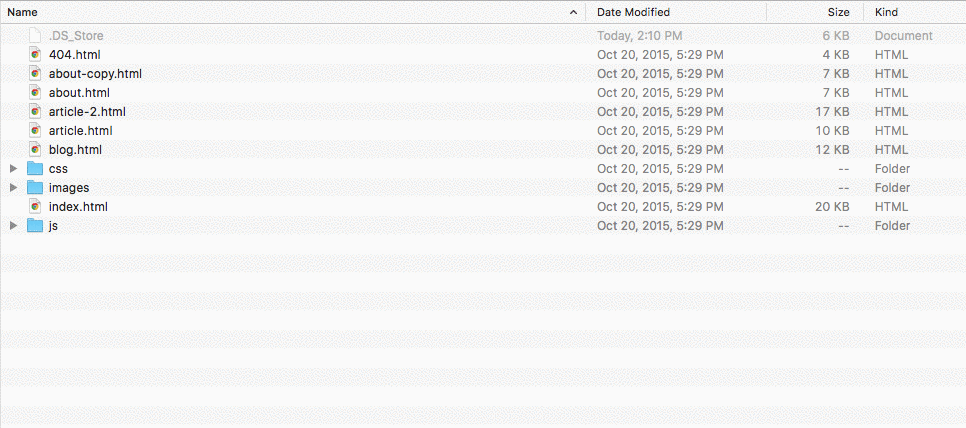 Name Date Modified Size Kind
.DS_Store Today, 2:10 PM 6 KB Document
404.html Oct 20, 2015, 5:29 PM 4 KB HTML
about-copy.html Oct 20, 2015, 5:29 PM 7 KB HTML
about.html Oct 20, 2015, 5:29 PM 7 KB HTML
article-2.html Oct 20, 2015, 5:29 PM 17 KB HTML
article.html Oct 20, 2015, 5:29 PM 10 KB HTML
blog.html Oct 20, 2015, 5:29 PM 12 KB HTML
css Oct 20, 2015, 5:29 PM -- Folder
images Oct 20, 2015, 5:29 PM -- Folder
index.html Oct 20, 2015, 5:29 PM 20 KB HTML
js Oct 20, 2015, 5:29 PM -- Folder